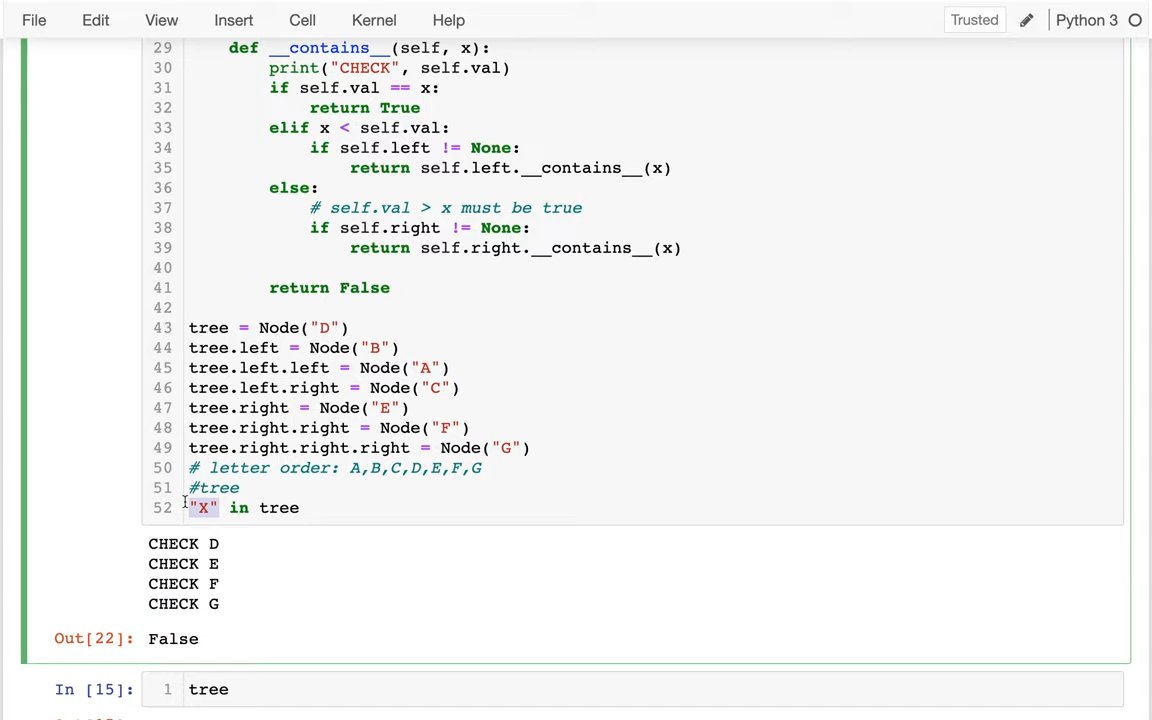 File Edit View Insert Cell Kernel Help Trusted Python 3
29 def __contains__(self, x):
30 print("CHECK", self.val)
31 if self.val == x:
32 return True
33 elif x < self.val:
34 if self.left != None:
35 return self.left.__contains__(x)
36 else:
37 # self.val > x must be true
38 if self.right != None:
39 return self.right.__contains__(x)
40
41 return False
42
43 tree = Node("D")
44 tree.left = Node("B")
45 tree.left.left = Node("A")
46 tree.left.right = Node("C")
47 tree.right = Node("E")
48 tree.right.right = Node("F")
49 tree.right.right.right = Node("G")
50 # letter order: A,B,C,D,E,F,G
51 #tree
52 "X" in tree
CHECK D
CHECK E
CHECK F
CHECK G
Out[22]: False
In [15]: 1 tree